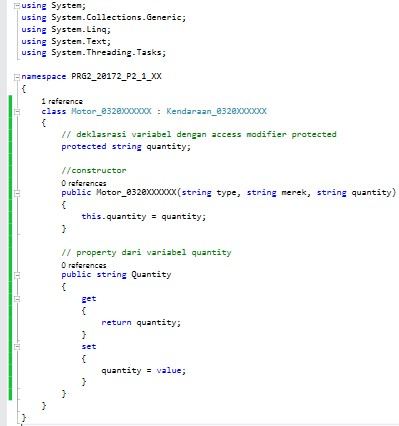 using System;
using System.Collections.Generic;
using System.Linq;
using System.Text;
using System.Threading.Tasks;
namespace PRG2_20172_P2_1_XX
{
1 reference
class Motor_0320XXXXXX : Kendaraan_0320XXXXXX
{
// deklasrasi variabel dengan access modifier protected
protected string quantity;
//constructor
0 references
public Motor_0320XXXXXX(string type, string merek, string quantity)
{
this.quantity = quantity;
}
// property dari variabel quantity
0 references
public string Quantity
{
get
{
return quantity;
}
set
{
quantity = value;
}
}
}
}